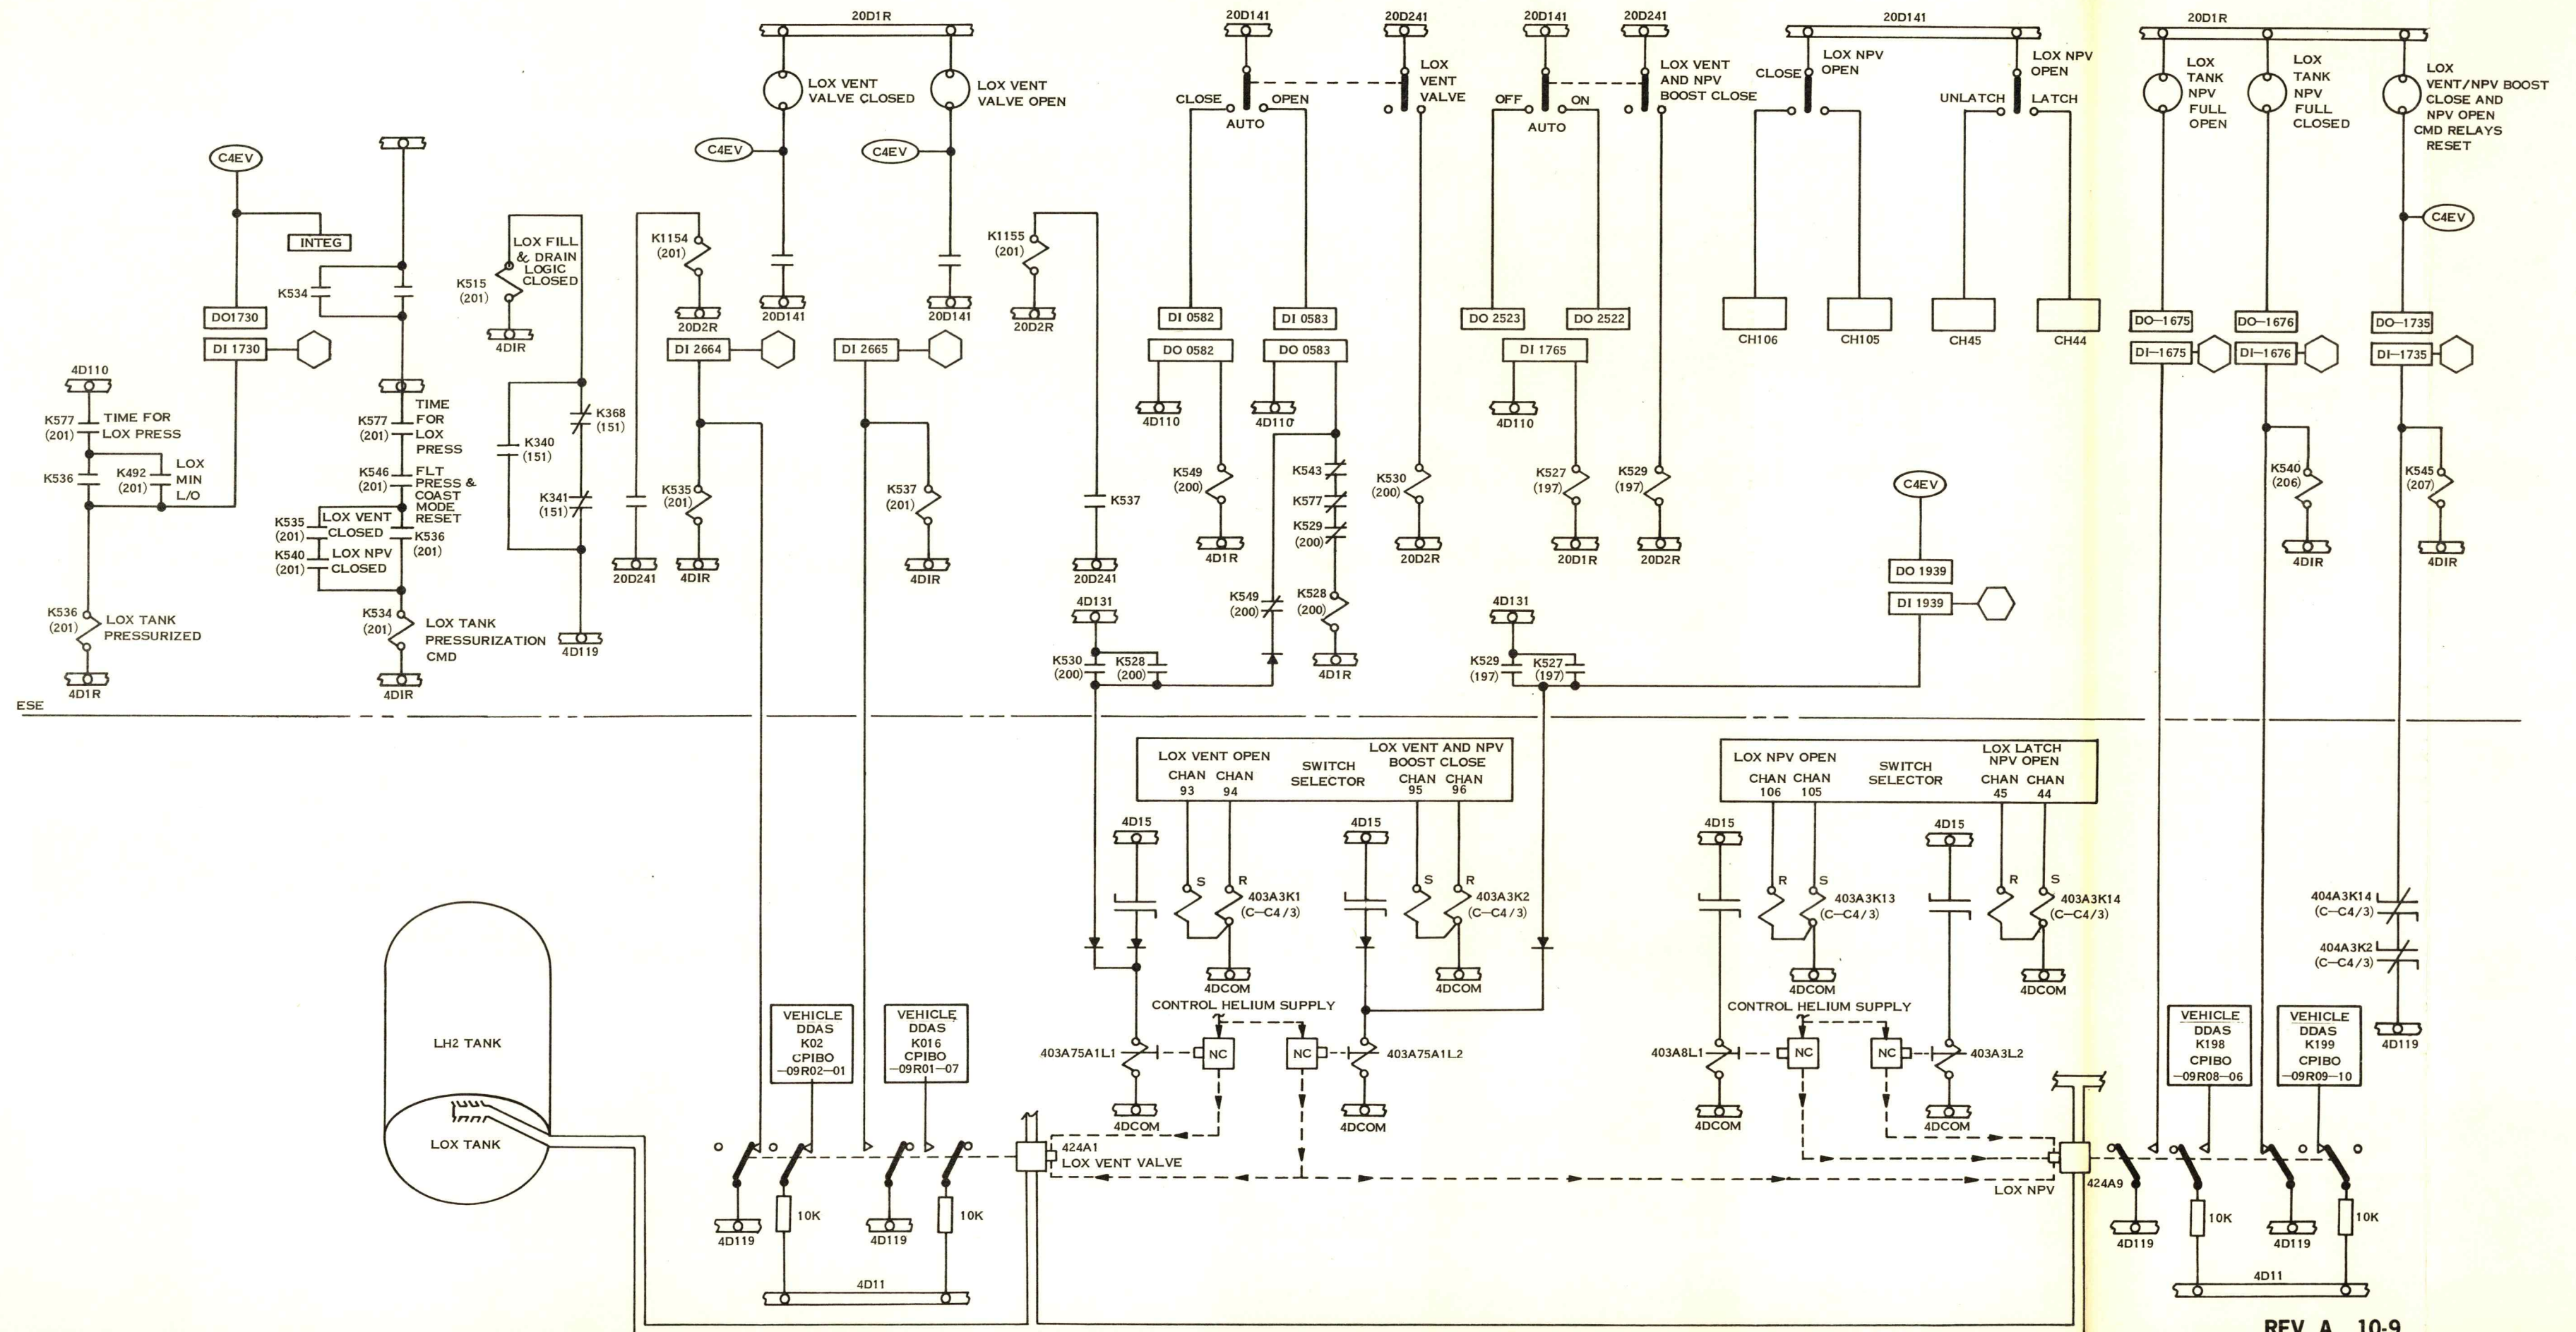 20D1R
LOX VENT
VALVE CLOSED
LOX VENT
VALVE OPEN
C4EV
C4EV
20D141
20D141
K1154
(201)
20D2R
K1155
(201)
20D2R
20D141
CLOSE
OPEN
AUTO
20D241
LOX
VENT
VALVE
20D141
OFF
ON
AUTO
20D241
LOX VENT
AND NPV
BOOST CLOSE
20D141
CLOSE
LOX NPV
OPEN
LOX NPV
OPEN
UNLATCH
LATCH
20D1R
LOX
TANK
NPV
FULL
OPEN
LOX
TANK
NPV
FULL
CLOSED
LOX
VENT/NPV BOOST
CLOSE AND
NPV OPEN
CMD RELAYS
RESET
C4EV
C4EV
INTEG
DO1730
DI 1730
K534
K515
(201)
LOX FILL
& DRAIN
LOGIC
CLOSED
4DIR
4D110
K577
(201)
TIME FOR
LOX PRESS
K536
K492
(201)
LOX
MIN
L/O
K536
(201)
LOX TANK
PRESSURIZED
4D1R
K577
(201)
TIME
FOR
LOX
PRESS
K546
(201)
FLT
PRESS &
COAST
MODE
RESET
K535
(201)
LOX VENT
CLOSED
K536
(201)
K540
(201)
LOX NPV
CLOSED
K534
(201)
LOX TANK
PRESSURIZATION
CMD
4DIR
K340
(151)
K368
(151)
K341
(151)
4D119
DI 2664
DI 2665
K535
(201)
K537
(201)
20D241
4DIR
4DIR
K537
20D241
DI 0582
DO 0582
DI 0583
DO 0583
4D110
4D110
K549
(200)
4D1R
K543
K577
K529
(200)
K549
(200)
K528
(200)
4D1R
K530
(200)
20D2R
4D131
K530
(200)
K528
(200)
DO 2523
DO 2522
DI 1765
4D110
K527
(197)
20D1R
K529
(197)
20D2R
4D131
K529
(197)
K527
(197)
CH106
CH105
CH45
CH44
C4EV
DO 1939
DI 1939
DO-1675
DI-1675
DO-1676
DI-1676
DO-1735
DI-1735
K540
(206)
4DIR
K545
(207)
4DIR
ESE
LOX VENT OPEN
CHAN CHAN
93 94
SWITCH
SELECTOR
LOX VENT AND NPV
BOOST CLOSE
CHAN CHAN
95 96
LOX NPV OPEN
CHAN CHAN
106 105
SWITCH
SELECTOR
LOX LATCH
NPV OPEN
CHAN CHAN
45 44
4D15
S
R
403A3K1
(C-C4/3)
4DCOM
4D15
S
R
403A3K2
(C-C4/3)
4DCOM
4D15
R
S
403A3K13
(C-C4/3)
4DCOM
4D15
R
S
403A3K14
(C-C4/3)
4DCOM
404A3K14
(C-C4/3)
404A3K2
(C-C4/3)
4D119
CONTROL HELIUM SUPPLY
403A75A1L1
NC
NC
403A75A1L2
4DCOM
4DCOM
CONTROL HELIUM SUPPLY
403A8L1
NC
NC
403A3L2
4DCOM
4DCOM
LH2 TANK
LOX TANK
VEHICLE
DDAS
K02
CPIBO
-09R02-01
VEHICLE
DDAS
K016
CPIBO
-09R01-07
VEHICLE
DDAS
K198
CPIBO
-09R08-06
VEHICLE
DDAS
K199
CPIBO
-09R09-10
424A1
LOX VENT VALVE
LOX NPV
424A9
4D119
10K
4D119
10K
4D11
4D119
10K
4D119
10K
4D11
REV A 10-9